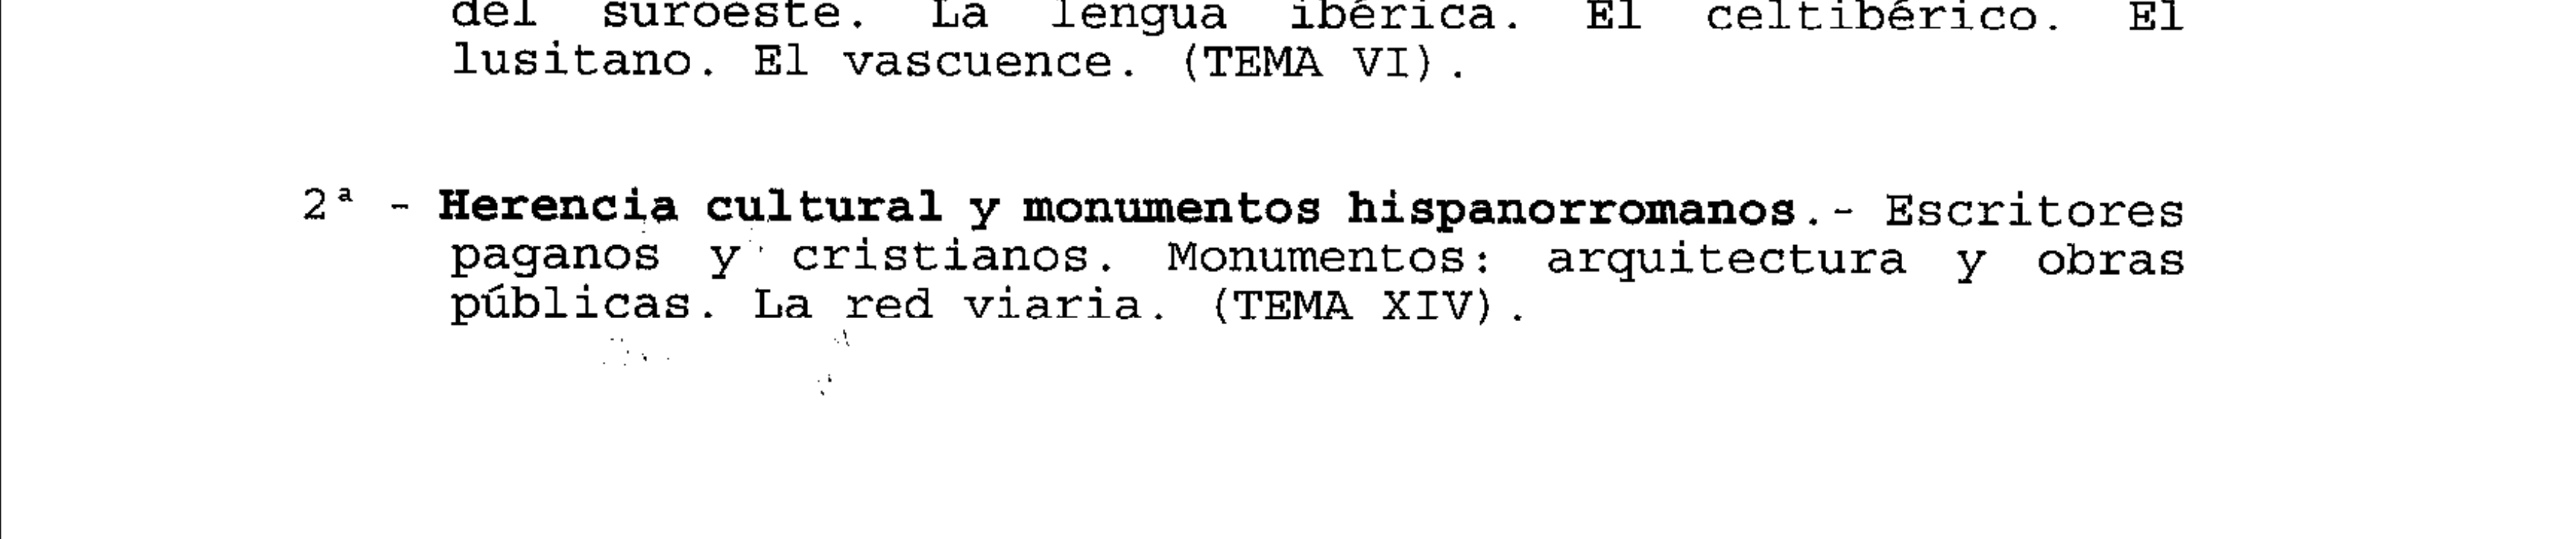 del suroeste. La lengua ibérica. El celtibérico. El
lusitano. El vascuence. (TEMA VI).
2ª - Herencia cultural y monumentos hispanorromanos.- Escritores
paganos y cristianos. Monumentos: arquitectura y obras
públicas. La red viaria. (TEMA XIV).